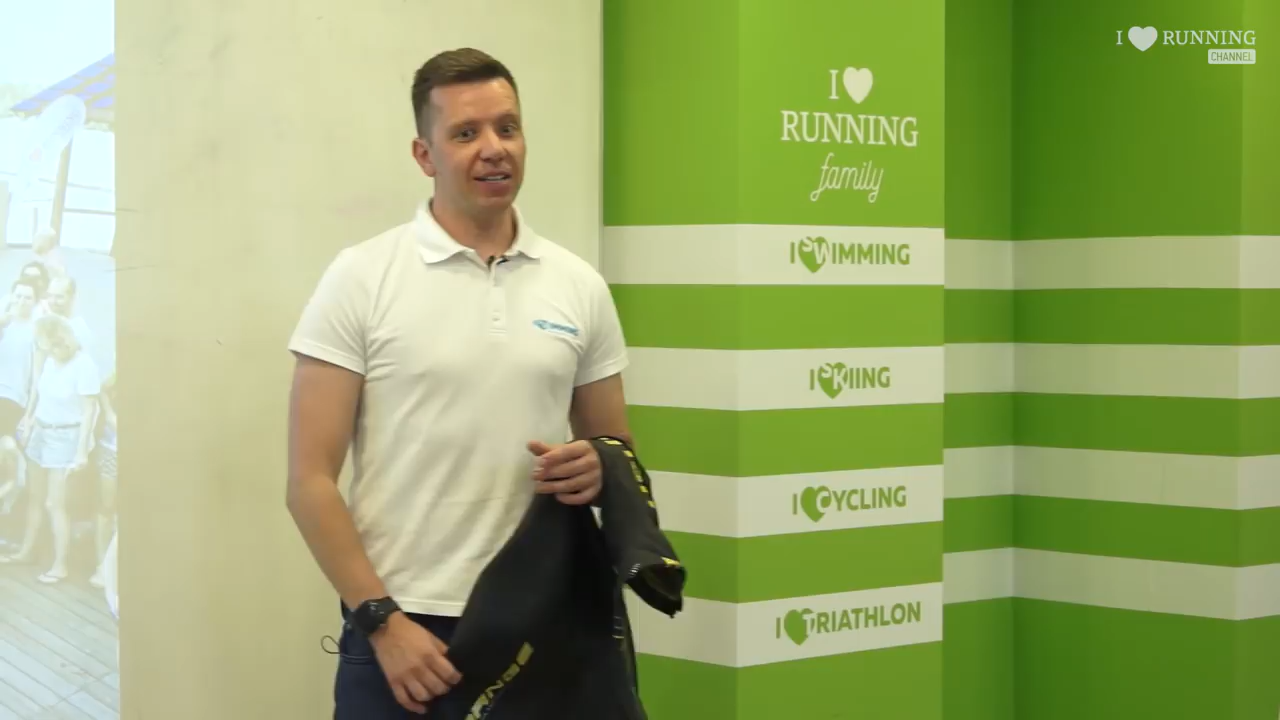 I RUNNING
CHANNEL
I
RUNNING
family
I SWIMMING
I SKIING
I CYCLING
I TRIATHLON